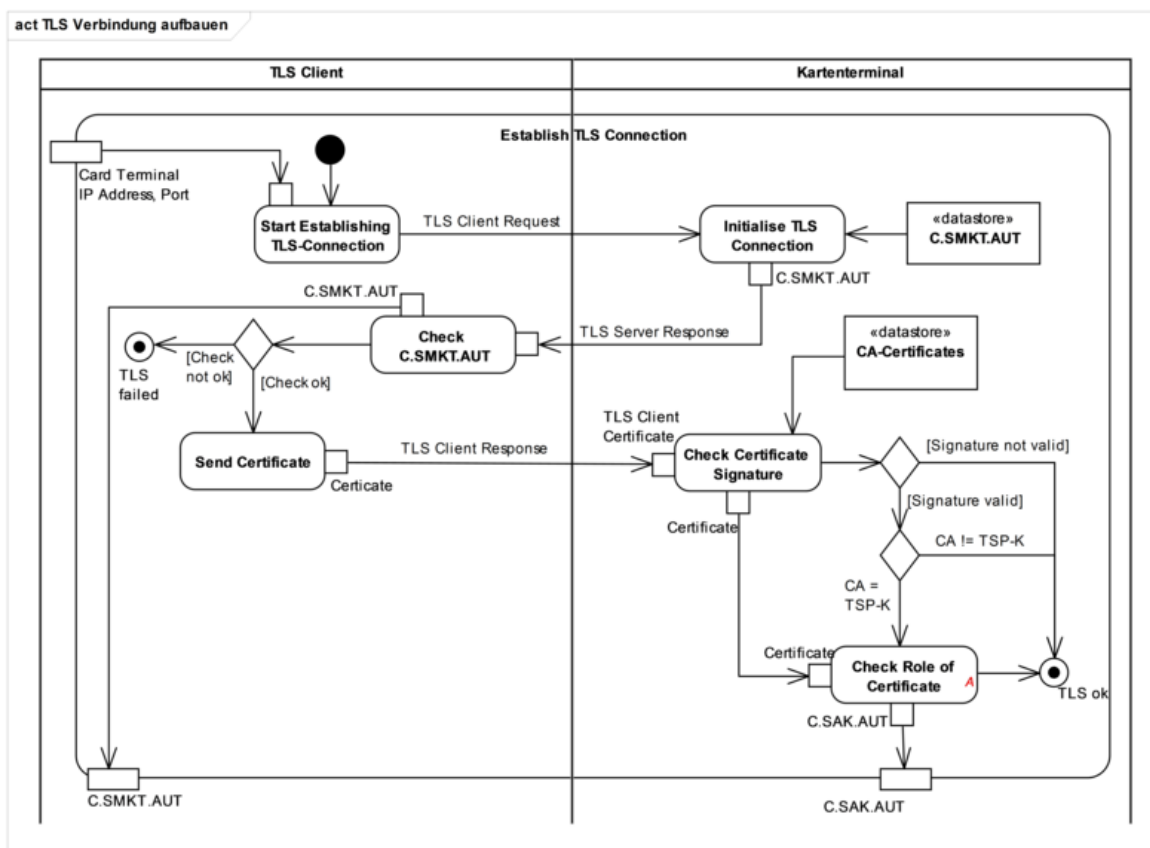 act TLS Verbindung aufbauen
TLS Client
Kartenterminal
Establish TLS Connection
Card Terminal
IP Address, Port
Start Establishing
TLS-Connection
TLS Client Request
Initialise TLS
Connection
«datastore»
C.SMKT.AUT
C.SMKT.AUT
C.SMKT.AUT
Check
C.SMKT.AUT
TLS Server Response
«datastore»
CA-Certificates
[Check
not ok]
TLS
failed
[Check ok]
Send Certificate
Certicate
TLS Client Response
TLS Client
Certificate
Check Certificate
Signature
[Signature not valid]
[Signature valid]
Certificate
CA != TSP-K
CA =
TSP-K
Certificate
Check Role of
Certificate
A
TLS ok
C.SAK.AUT
C.SMKT.AUT
C.SAK.AUT